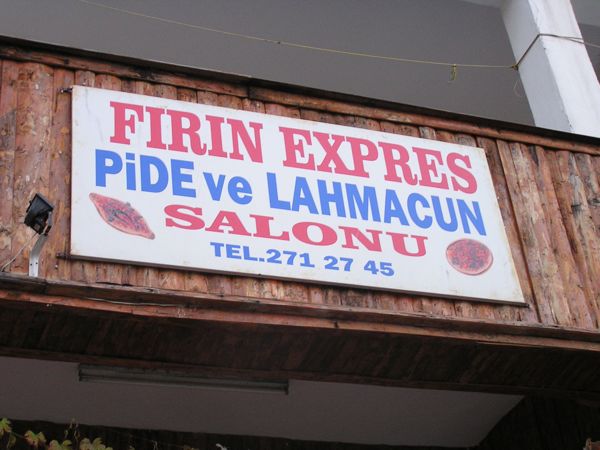 FIRIN EXPRES
PiDE ve LAHMACUN
SALONU
TEL.271 27 45